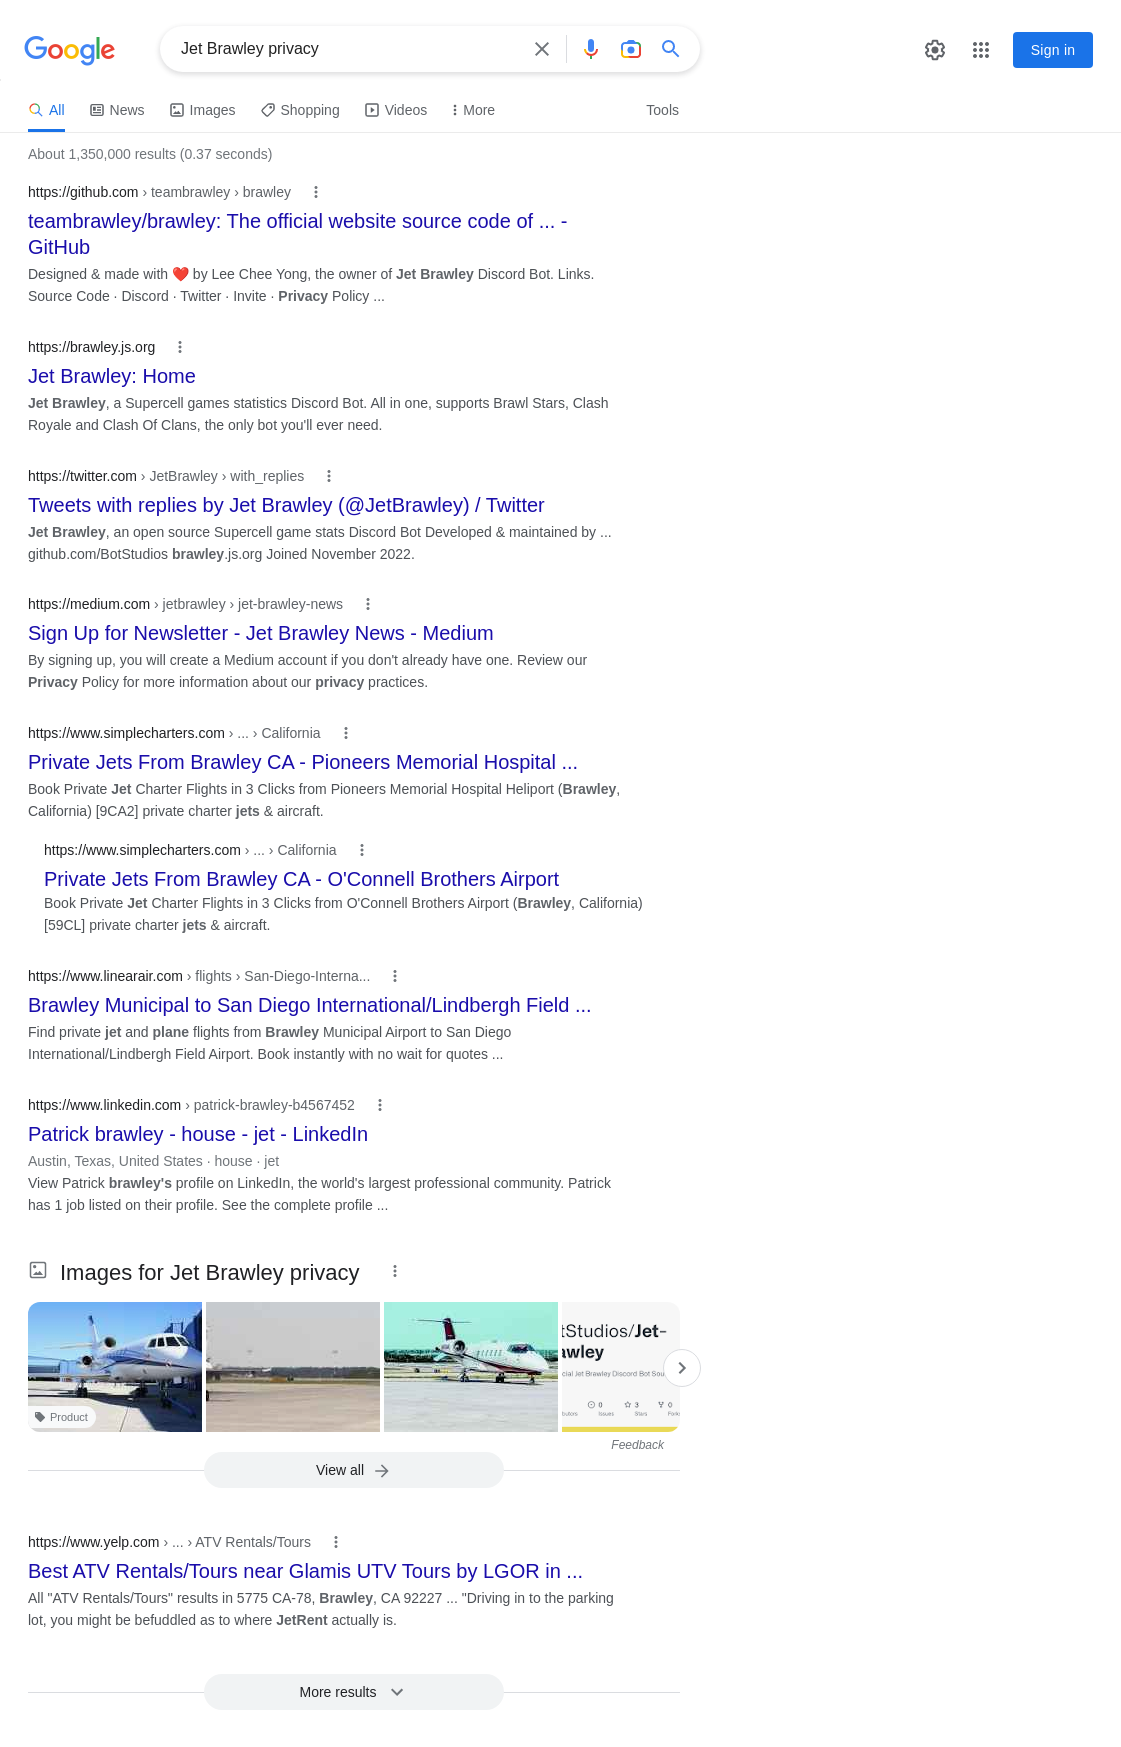 Google
Jet Brawley privacy
Sign in
All
News
Images
Shopping
Videos
More
Tools
About 1,350,000 results (0.37 seconds)
https://github.com › teambrawley › brawley
teambrawley/brawley: The official website source code of ... -
GitHub
Designed & made with ❤️ by Lee Chee Yong, the owner of Jet Brawley Discord Bot. Links.
Source Code · Discord · Twitter · Invite · Privacy Policy ...
https://brawley.js.org
Jet Brawley: Home
Jet Brawley, a Supercell games statistics Discord Bot. All in one, supports Brawl Stars, Clash
Royale and Clash Of Clans, the only bot you'll ever need.
https://twitter.com › JetBrawley › with_replies
Tweets with replies by Jet Brawley (@JetBrawley) / Twitter
Jet Brawley, an open source Supercell game stats Discord Bot Developed & maintained by ...
github.com/BotStudios brawley.js.org Joined November 2022.
https://medium.com › jetbrawley › jet-brawley-news
Sign Up for Newsletter - Jet Brawley News - Medium
By signing up, you will create a Medium account if you don't already have one. Review our
Privacy Policy for more information about our privacy practices.
https://www.simplecharters.com › ... › California
Private Jets From Brawley CA - Pioneers Memorial Hospital ...
Book Private Jet Charter Flights in 3 Clicks from Pioneers Memorial Hospital Heliport (Brawley,
California) [9CA2] private charter jets & aircraft.
https://www.simplecharters.com › ... › California
Private Jets From Brawley CA - O'Connell Brothers Airport
Book Private Jet Charter Flights in 3 Clicks from O'Connell Brothers Airport (Brawley, California)
[59CL] private charter jets & aircraft.
https://www.linearair.com › flights › San-Diego-Interna...
Brawley Municipal to San Diego International/Lindbergh Field ...
Find private jet and plane flights from Brawley Municipal Airport to San Diego
International/Lindbergh Field Airport. Book instantly with no wait for quotes ...
https://www.linkedin.com › patrick-brawley-b4567452
Patrick brawley - house - jet - LinkedIn
Austin, Texas, United States · house · jet
View Patrick brawley's profile on LinkedIn, the world's largest professional community. Patrick
has 1 job listed on their profile. See the complete profile ...
Images for Jet Brawley privacy
Product
tStudios/Jet-
awley
cial Jet Brawley Discord Bot Sou
0 3 0
Issues Stars Fork
Feedback
View all
https://www.yelp.com › ... › ATV Rentals/Tours
Best ATV Rentals/Tours near Glamis UTV Tours by LGOR in ...
All "ATV Rentals/Tours" results in 5775 CA-78, Brawley, CA 92227 ... "Driving in to the parking
lot, you might be befuddled as to where JetRent actually is.
More results